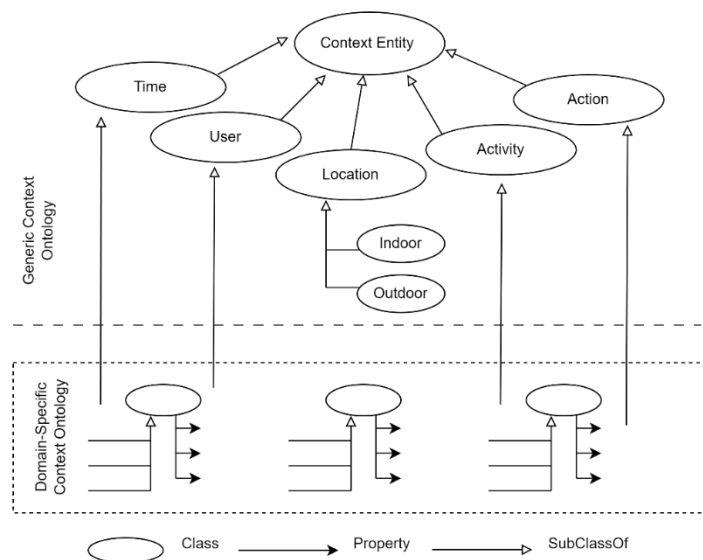 Context Entity
Time
Action
User
Activity
Location
Indoor
Outdoor
Generic Context
Ontology
Domain-Specific
Context Ontology
Class
Property
SubClassOf